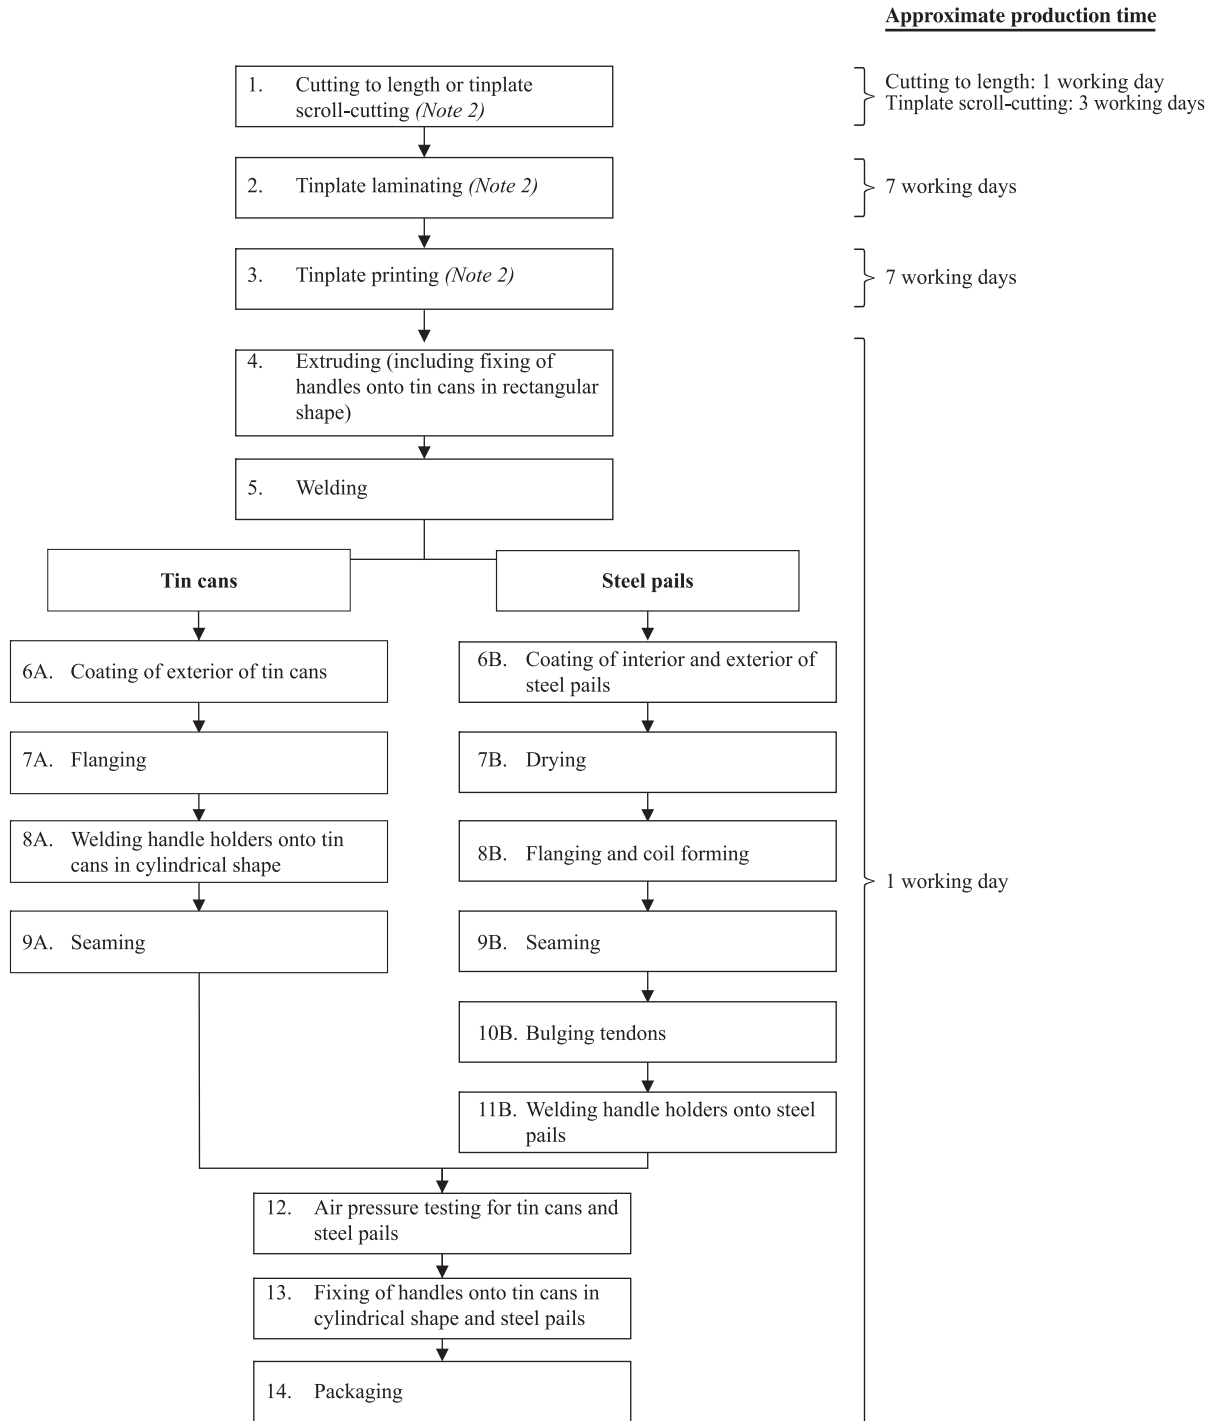 Approximate production time
1. Cutting to length or tinplate
scroll-cutting (Note 2)
Cutting to length: 1 working day
Tinplate scroll-cutting: 3 working days
2. Tinplate laminating (Note 2)
7 working days
3. Tinplate printing (Note 2)
7 working days
4. Extruding (including fixing of
handles onto tin cans in rectangular
shape)
5. Welding
Tin cans
Steel pails
6A. Coating of exterior of tin cans
6B. Coating of interior and exterior of
steel pails
7A. Flanging
7B. Drying
8A. Welding handle holders onto tin
cans in cylindrical shape
8B. Flanging and coil forming
1 working day
9A. Seaming
9B. Seaming
10B. Bulging tendons
11B. Welding handle holders onto steel
pails
12. Air pressure testing for tin cans and
steel pails
13. Fixing of handles onto tin cans in
cylindrical shape and steel pails
14. Packaging